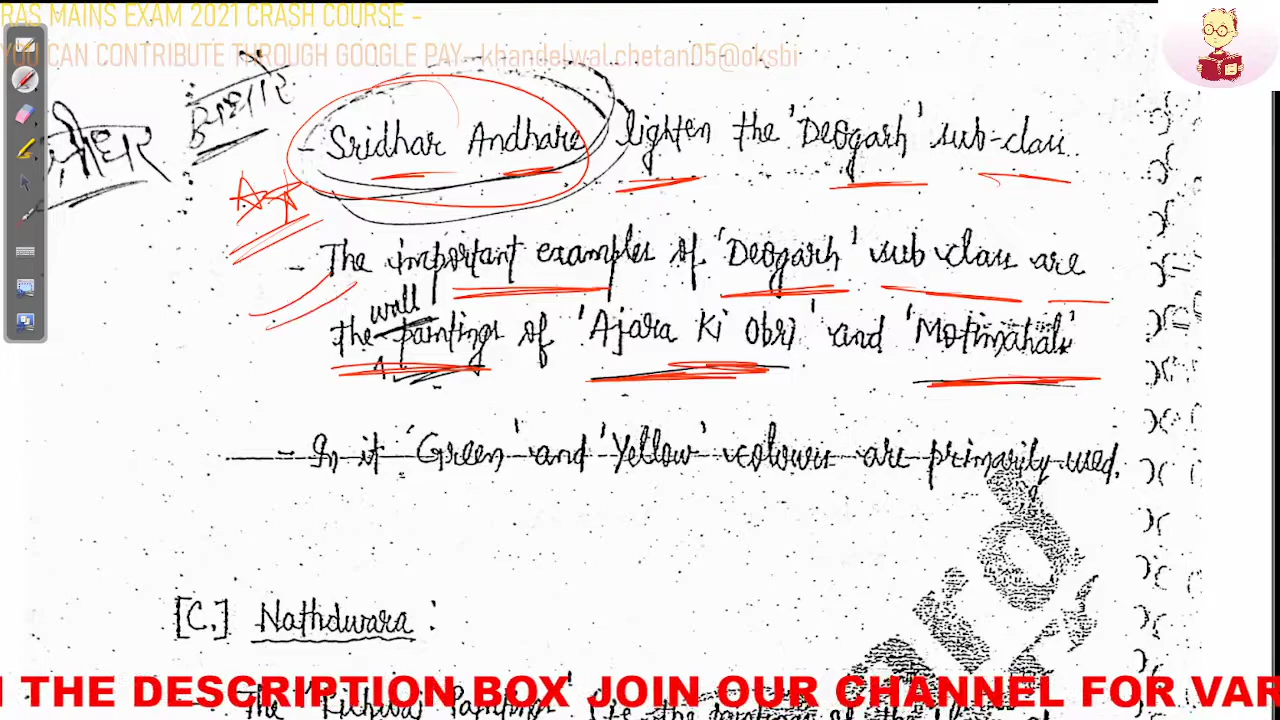 RAS MAINS EXAM 2021 CRASH COURSE -
YOU CAN CONTRIBUTE THROUGH GOOGLE PAY- khandelwal.chetan05@oksbi
श्रीधर अंधारे
- Sridhar Andhare lighten the 'Deogarh' sub-class.
- The important examples of 'Deogarh' sub class are
the wall paintings of 'Ajara Ki Obri' and 'Motimahal'
- In it 'Green' and 'Yellow' colours are primarily used.
[C.] Nathdwara :
THE DESCRIPTION BOX JOIN OUR CHANNEL FOR VAR